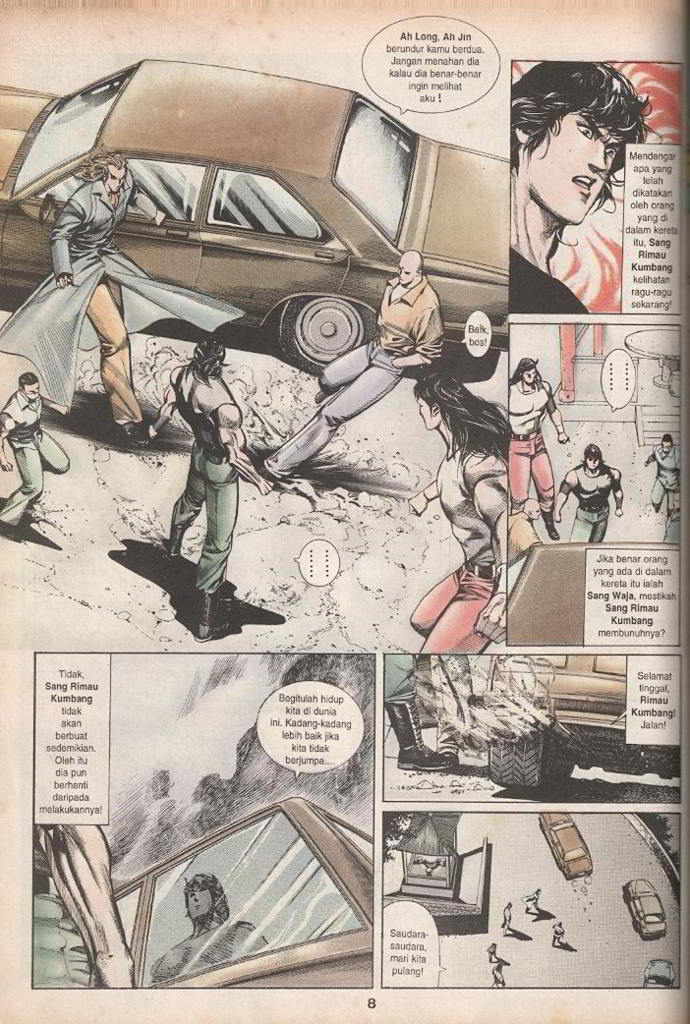 Ah Long, Ah Jin
berundur kamu berdua.
Jangan menahan dia
kalau dia benar-benar
ingin melihat
aku !
Baik,
bos!
Mendengar
apa yang
telah
dikatakan
oleh orang
yang di
dalam kereta
itu, Sang
Rimau
Kumbang
kelihatan
ragu-ragu
sekarang!
Jika benar orang
yang ada di dalam
kereta itu ialah
Sang Waja, mestikah
Sang Rimau
Kumbang
membunuhnya?
Tidak,
Sang Rimau
Kumbang
tidak
akan
berbuat
sedemikian.
Oleh itu
dia pun
berhenti
daripada
melakukannya!
Begitulah hidup
kita di dunia
ini. Kadang-kadang
lebih baik jika
kita tidak
berjumpa....
Selamat
tinggal,
Rimau
Kumbang!
Jalan!
Saudara-
saudara,
mari kita
pulang!
8